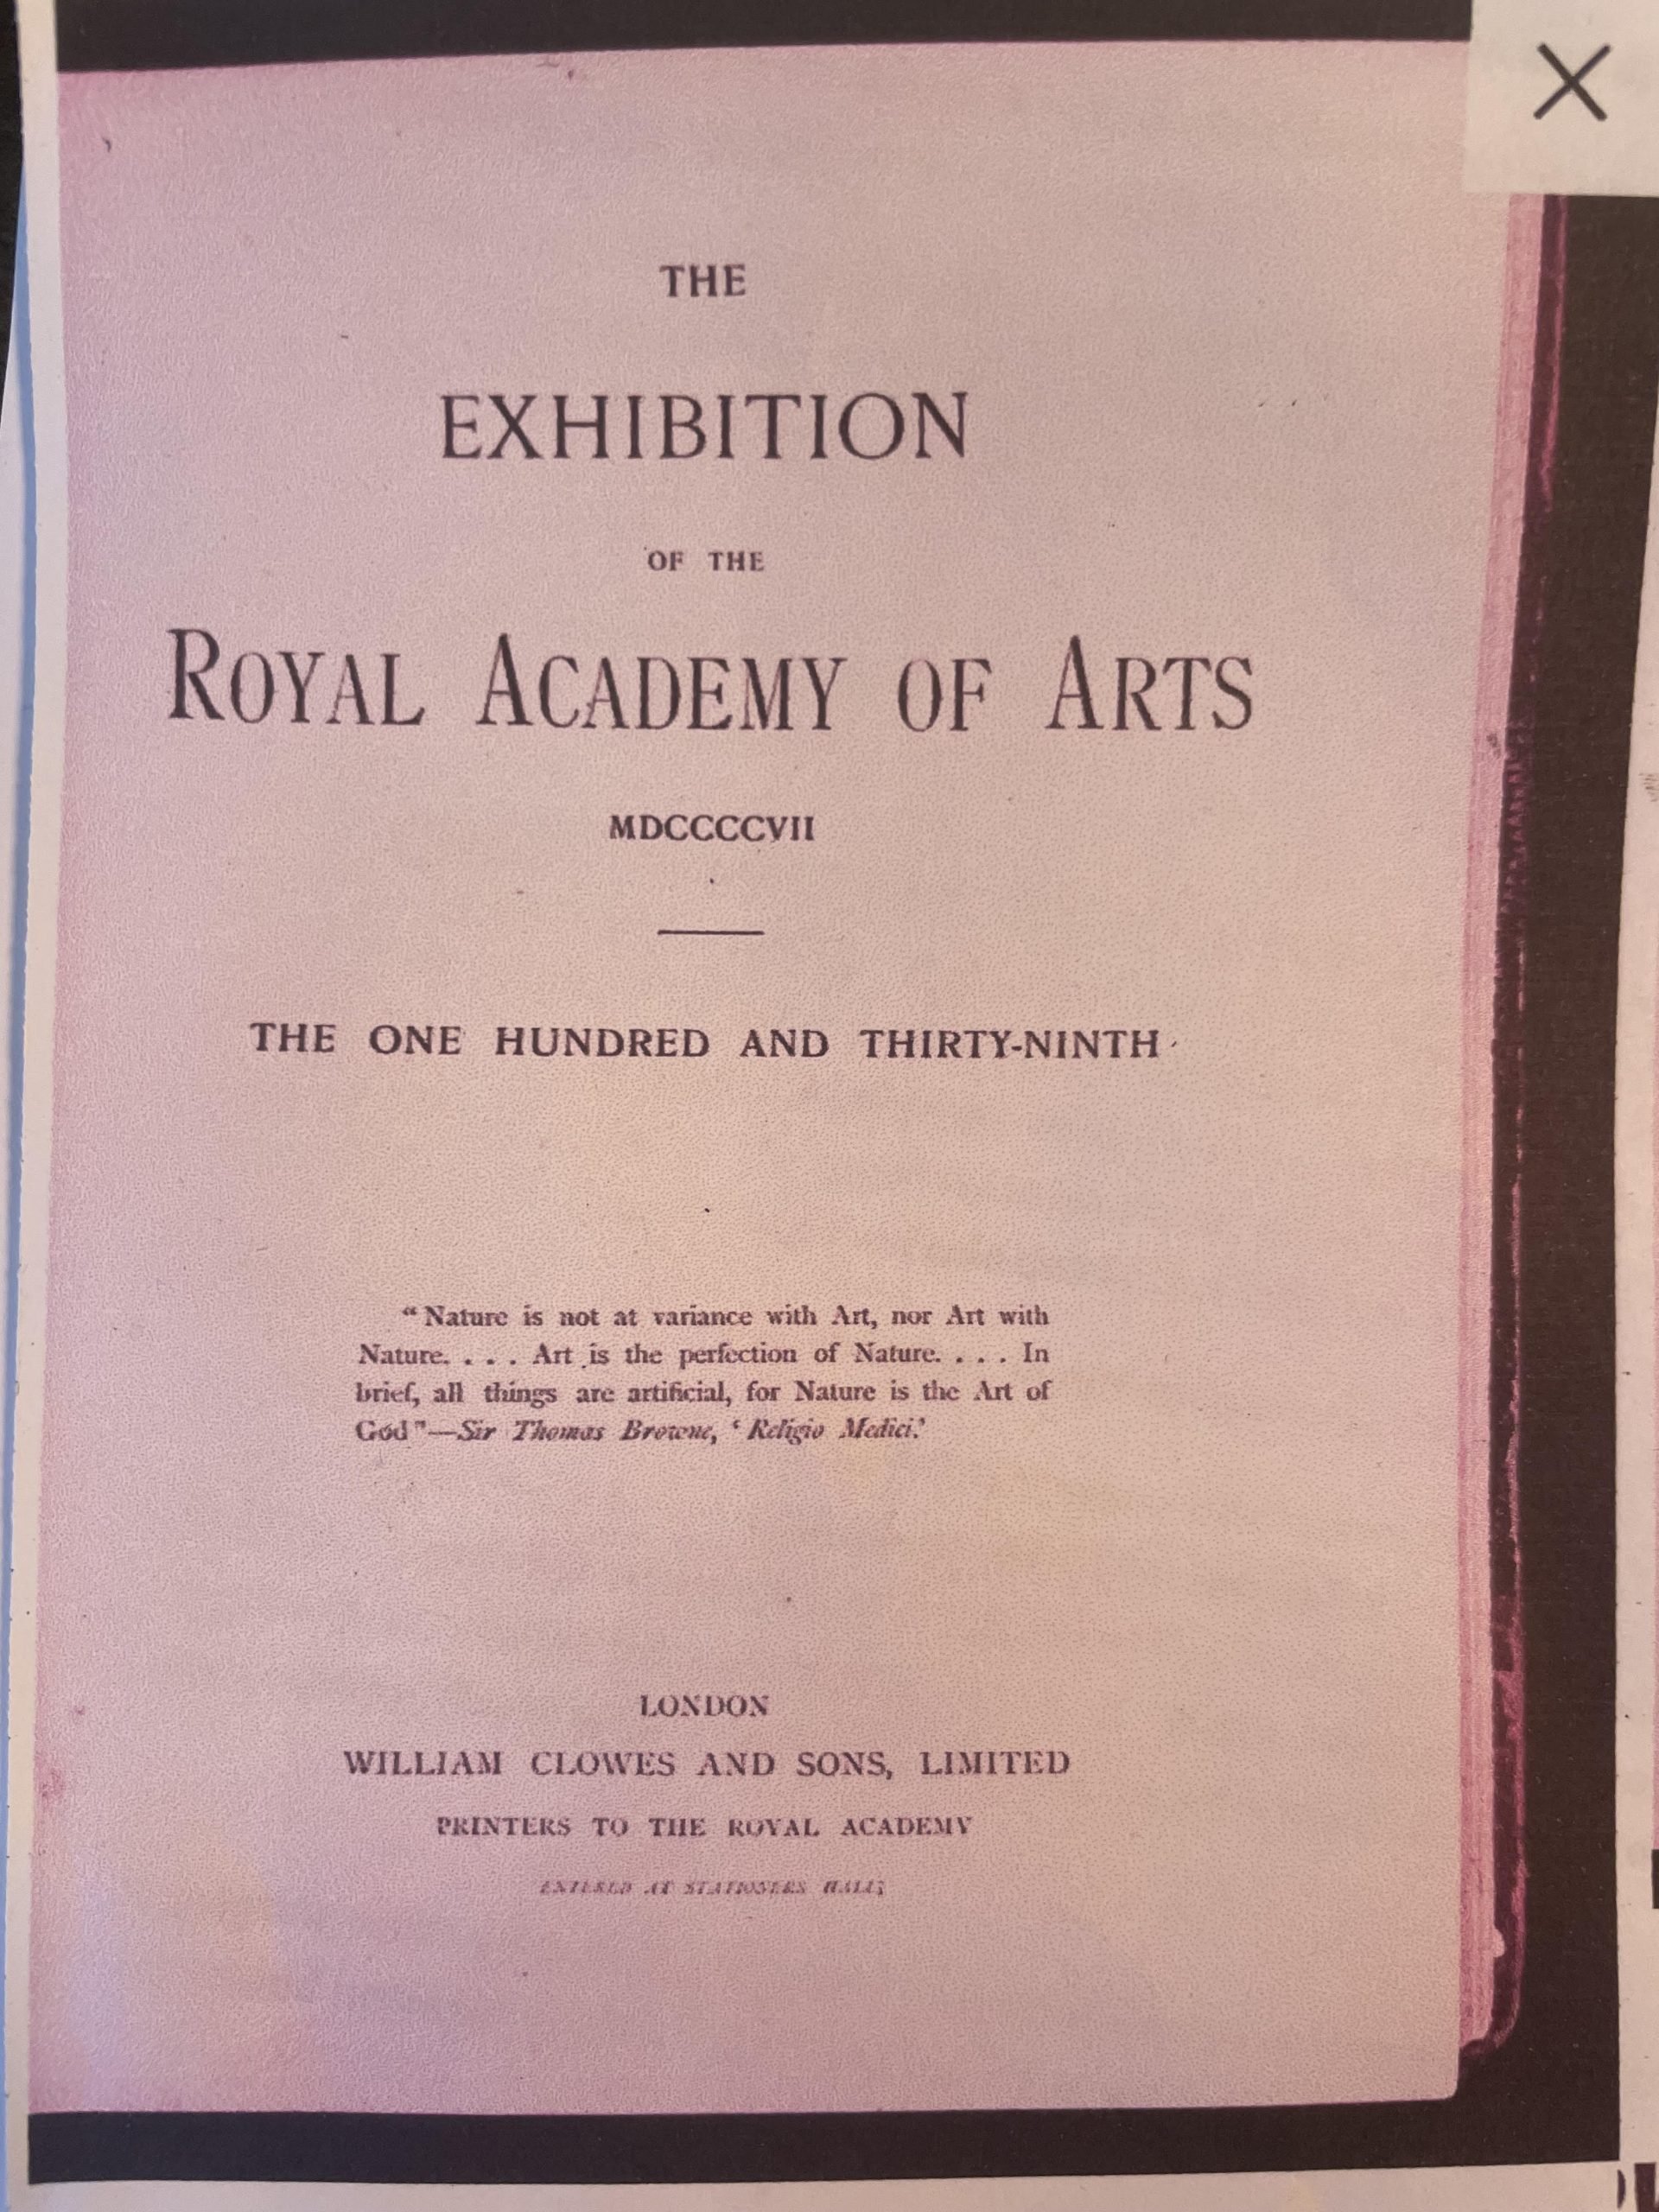 THE
EXHIBITION
OF THE
ROYAL ACADEMY OF ARTS
MDCCCCVII
THE ONE HUNDRED AND THIRTY-NINTH
“Nature is not at variance with Art, nor Art with
Nature. . . . Art is the perfection of Nature. . . . In
brief, all things are artificial, for Nature is the Art of
God”—Sir Thomas Browne, ‘Religio Medici.’
LONDON
WILLIAM CLOWES AND SONS, LIMITED
PRINTERS TO THE ROYAL ACADEMY
ENTERED AT STATIONERS HALL